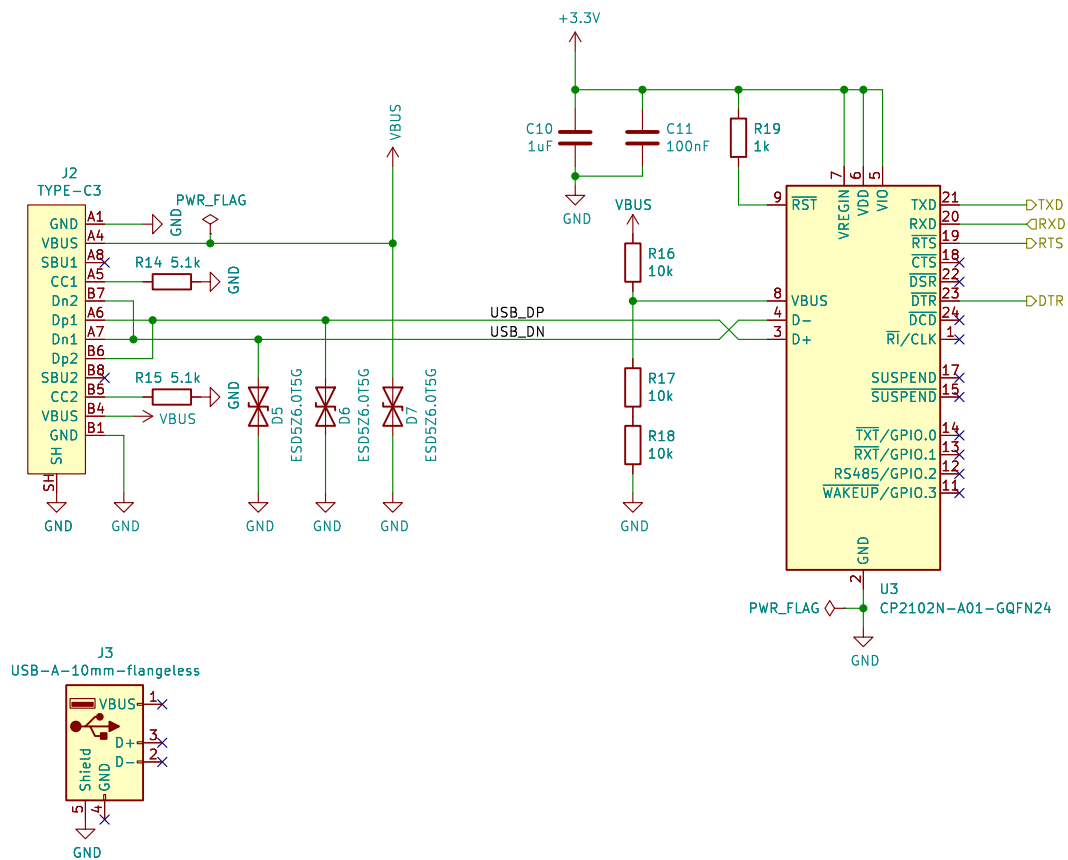 +3.3V
C10
1uF
C11
100nF
R19
1k
GND
VBUS
J2
TYPE-C3
PWR_FLAG
GND A1
GND
VBUS A4
SBU1 A8
CC1 A5
R14 5.1k
GND
Dn2 B7
Dp1 A6
Dn1 A7
Dp2 B6
SBU2 B8
CC2 B5
R15 5.1k
GND
VBUS B4
VBUS
GND B1
SH
SH
GND
GND
USB_DP
USB_DN
D5
ESD5Z6.0T5G
GND
D6
ESD5Z6.0T5G
GND
D7
ESD5Z6.0T5G
GND
VBUS
R16
10k
R17
10k
R18
10k
GND
7 6 5
VREGIN
VDD
VIO
9 RST
8 VBUS
4 D-
3 D+
TXD 21 TXD
RXD 20 RXD
RTS 19 RTS
CTS 18
DSR 22
DTR 23 DTR
DCD 24
RI/CLK 1
SUSPEND 17
SUSPEND 15
TXT/GPIO.0 14
RXT/GPIO.1 13
RS485/GPIO.2 12
WAKEUP/GPIO.3 11
GND
2
U3
CP2102N-A01-GQFN24
PWR_FLAG
GND
J3
USB-A-10mm-flangeless
VBUS 1
D+ 3
D- 2
Shield
GND
5 4
GND